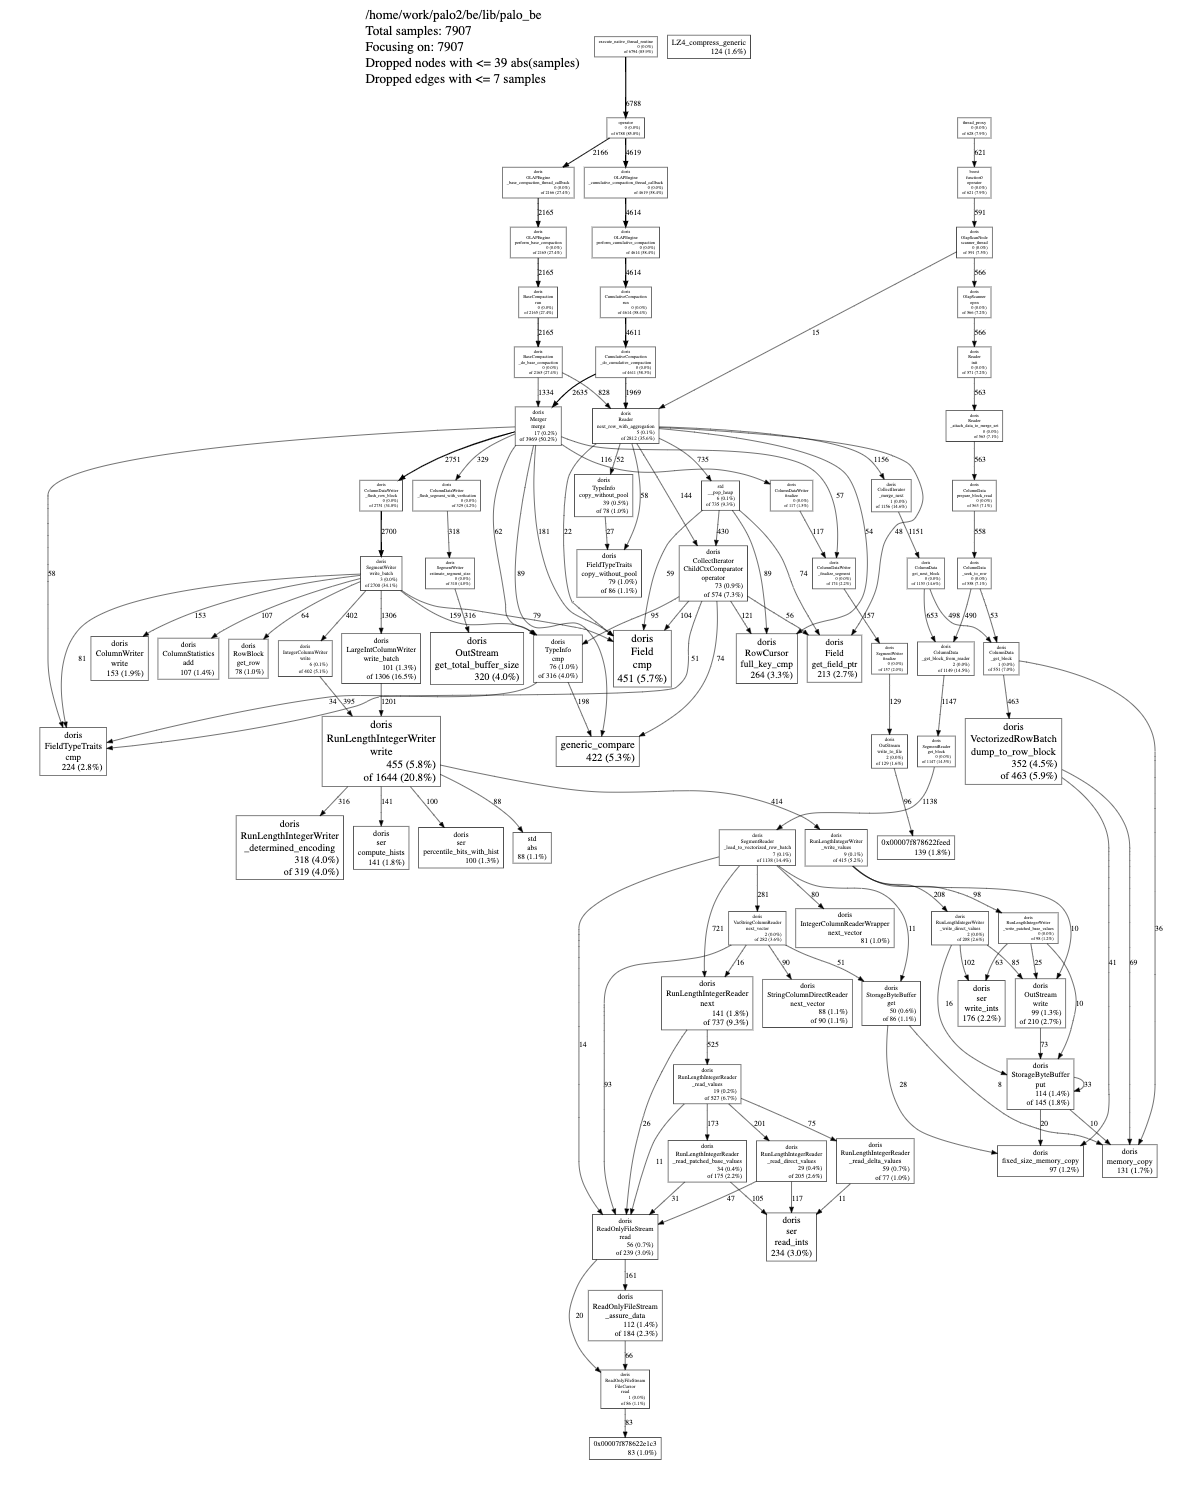 /home/work/palo2/be/lib/palo_be
Total samples: 7907
Focusing on: 7907
Dropped nodes with <= 39 abs(samples)
Dropped edges with <= 7 samples
execute_native_thread_routine
0 (0.0%)
LZ4_compress_generic
124 (1.6%)
6788
operator
0 (0.0%)
of 6788 (85.8%)
thread_proxy
0 (0.0%)
of 628 (7.9%)
2166
4619
621
doris
OLAPEngine
_base_compaction_thread_callback
0 (0.0%)
of 2166 (27.4%)
doris
OLAPEngine
_cumulative_compaction_thread_callback
0 (0.0%)
of 4619 (58.4%)
boost
function0
operator
0 (0.0%)
of 621 (7.9%)
2165
4614
591
doris
OLAPEngine
perform_base_compaction
0 (0.0%)
of 2165 (27.4%)
doris
OLAPEngine
perform_cumulative_compaction
0 (0.0%)
of 4614 (58.4%)
doris
OlapScanNode
scanner_thread
0 (0.0%)
of 591 (7.5%)
2165
4614
566
doris
BaseCompaction
run
0 (0.0%)
of 2165 (27.4%)
doris
CumulativeCompaction
run
0 (0.0%)
of 4614 (58.4%)
doris
OlapScanner
open
0 (0.0%)
of 566 (7.2%)
2165
4611
15
566
doris
BaseCompaction
_do_base_compaction
0 (0.0%)
of 2165 (27.4%)
doris
CumulativeCompaction
_do_cumulative_compaction
0 (0.0%)
doris
Reader
init
0 (0.0%)
of 571 (7.2%)
1334
2635
828
1969
563
doris
Merger
merge
17 (0.2%)
of 3969 (50.2%)
doris
Reader
next_row_with_aggregation
5 (0.1%)
of 2812 (35.6%)
doris
Reader
_attach_data_to_merge_set
0 (0.0%)
of 563 (7.1%)
2751
329
116
52
735
1156
563
doris
ColumnDataWriter
_flush_row_block
0 (0.0%)
of 2751 (34.8%)
doris
ColumnDataWriter
_flush_segment_with_verfication
0 (0.0%)
of 329 (4.2%)
doris
TypeInfo
copy_without_pool
39 (0.5%)
of 78 (1.0%)
std
__pop_heap
6 (0.1%)
of 735 (9.3%)
doris
ColumnDataWriter
finalize
0 (0.0%)
doris
CollectIterator
_merge_next
1 (0.0%)
of 1156 (14.6%)
doris
ColumnData
prepare_block_read
0 (0.0%)
of 563 (7.1%)
58
144
57
2700
318
62
181
22
27
430
117
54
48
1151
558
doris
SegmentWriter
write_batch
3 (0.0%)
of 2700 (34.1%)
doris
SegmentWriter
estimate_segment_size
0 (0.0%)
of 318 (4.0%)
doris
FieldTypeTraits
copy_without_pool
79 (1.0%)
of 86 (1.1%)
doris
CollectIterator
ChildCtxComparator
operator
73 (0.9%)
of 574 (7.3%)
doris
ColumnDataWriter
_finalize_segment
0 (0.0%)
doris
ColumnData
get_next_block
0 (0.0%)
doris
ColumnData
_seek_to_row
0 (0.0%)
of 558 (7.1%)
58
89
59
89
74
153
107
64
402
1306
159
316
79
95
104
121
56
157
653
498
490
53
doris
ColumnWriter
write
153 (1.9%)
doris
ColumnStatistics
add
107 (1.4%)
doris
RowBlock
get_row
78 (1.0%)
doris
IntegerColumnWriter
write
6 (0.1%)
of 402 (5.1%)
doris
LargeIntColumnWriter
write_batch
101 (1.3%)
of 1306 (16.5%)
doris
OutStream
get_total_buffer_size
320 (4.0%)
doris
TypeInfo
cmp
76 (1.0%)
of 316 (4.0%)
doris
Field
cmp
451 (5.7%)
doris
RowCursor
full_key_cmp
264 (3.3%)
doris
Field
get_field_ptr
213 (2.7%)
doris
SegmentWriter
finalize
0 (0.0%)
of 157 (2.0%)
doris
ColumnData
_get_block_from_reader
2 (0.0%)
of 1149 (14.5%)
doris
ColumnData
_get_block
1 (0.0%)
of 551 (7.0%)
81
51
74
34
395
1201
198
129
1147
463
doris
FieldTypeTraits
cmp
224 (2.8%)
doris
RunLengthIntegerWriter
write
455 (5.8%)
of 1644 (20.8%)
generic_compare
422 (5.3%)
doris
OutStream
write_to_file
2 (0.0%)
of 129 (1.6%)
doris
SegmentReader
get_block
0 (0.0%)
of 1147 (14.5%)
doris
VectorizedRowBatch
dump_to_row_block
352 (4.5%)
of 463 (5.9%)
316
141
100
88
414
96
1138
doris
RunLengthIntegerWriter
_determined_encoding
318 (4.0%)
of 319 (4.0%)
doris
ser
compute_hists
141 (1.8%)
doris
ser
percentile_bits_with_hist
100 (1.3%)
std
abs
88 (1.1%)
doris
SegmentReader
_load_to_vectorized_row_batch
7 (0.1%)
of 1138 (14.4%)
doris
RunLengthIntegerWriter
_write_values
9 (0.1%)
of 415 (5.2%)
0x00007f878622feed
139 (1.8%)
281
80
208
98
doris
VarStringColumnReader
next_vector
2 (0.0%)
of 282 (3.6%)
doris
IntegerColumnReaderWrapper
next_vector
81 (1.0%)
doris
RunLengthIntegerWriter
_write_direct_values
2 (0.0%)
of 208 (2.6%)
doris
RunLengthIntegerWriter
_write_patched_base_values
0 (0.0%)
of 98 (1.2%)
721
11
10
36
16
90
51
102
63
85
25
41
69
doris
RunLengthIntegerReader
next
141 (1.8%)
of 737 (9.3%)
doris
StringColumnDirectReader
next_vector
88 (1.1%)
of 90 (1.1%)
doris
StorageByteBuffer
get
50 (0.6%)
of 86 (1.1%)
doris
ser
write_ints
176 (2.2%)
doris
OutStream
write
99 (1.3%)
of 210 (2.7%)
16
10
14
525
73
doris
RunLengthIntegerReader
_read_values
19 (0.2%)
of 527 (6.7%)
doris
StorageByteBuffer
put
114 (1.4%)
of 145 (1.8%)
93
28
8
33
26
173
201
75
20
10
doris
RunLengthIntegerReader
_read_patched_base_values
34 (0.4%)
of 175 (2.2%)
doris
RunLengthIntegerReader
_read_direct_values
29 (0.4%)
of 205 (2.6%)
doris
RunLengthIntegerReader
_read_delta_values
59 (0.7%)
of 77 (1.0%)
doris
fixed_size_memory_copy
97 (1.2%)
doris
memory_copy
131 (1.7%)
11
31
105
47
117
11
doris
ReadOnlyFileStream
read
56 (0.7%)
of 239 (3.0%)
doris
ser
read_ints
234 (3.0%)
161
doris
ReadOnlyFileStream
_assure_data
112 (1.4%)
of 184 (2.3%)
20
66
doris
ReadOnlyFileStream
FileCursor
read
1 (0.0%)
of 86 (1.1%)
83
0x00007f878622e1c3
83 (1.0%)